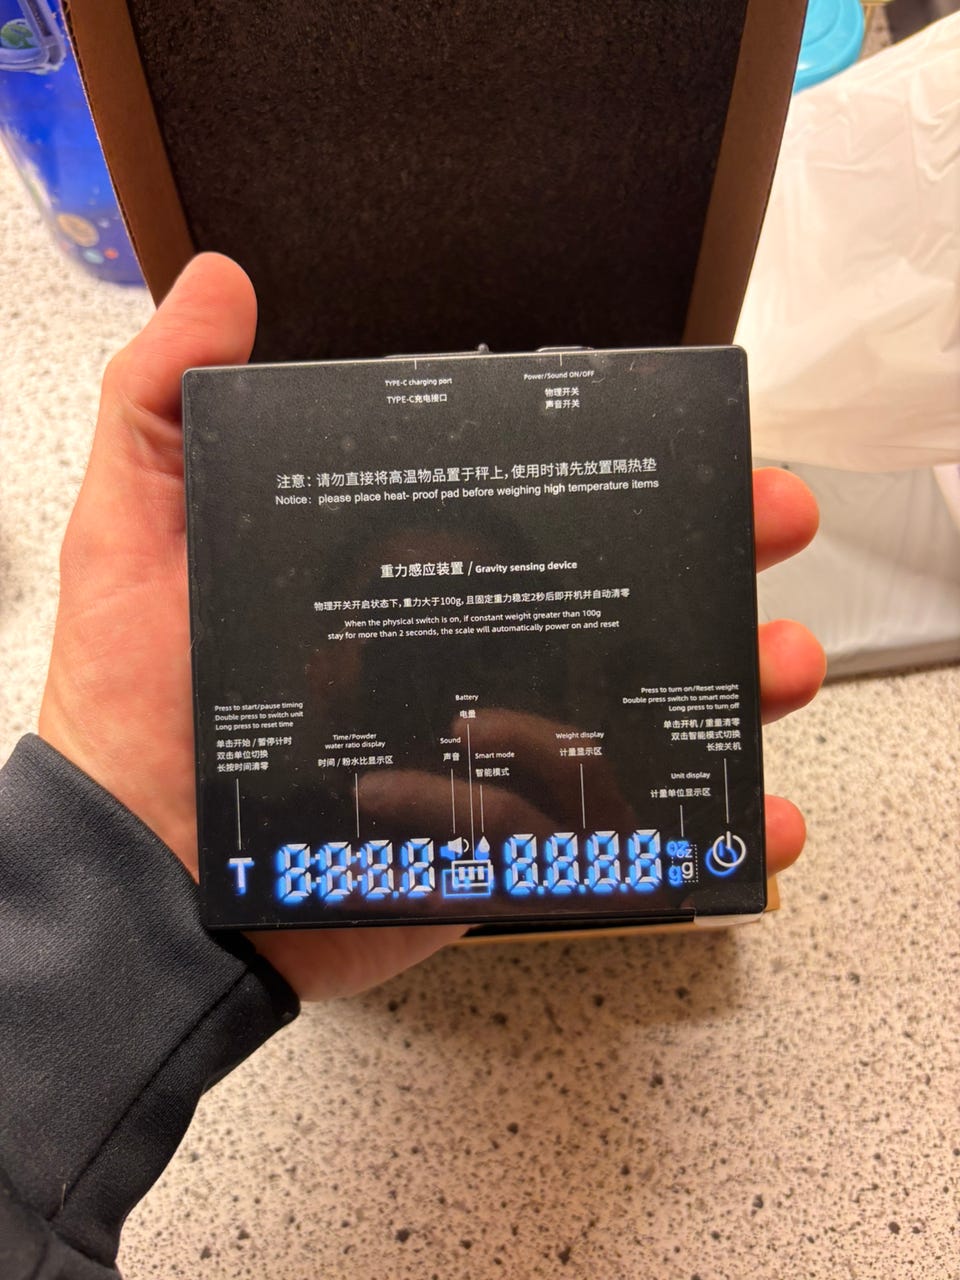 TYPE-C charging port
TYPE-C充电接口
Power/Sound ON/OFF
物理开关
声音开关
注意：请勿直接将高温物品置于秤上，使用时请先放置隔热垫
Notice：please place heat- proof pad before weighing high temperature items
重力感应装置 / Gravity sensing device
物理开关开启状态下，重力大于100g，且固定重力稳定2秒后即开机并自动清零
When the physical switch is on, if constant weight greater than 100g
stay for more than 2 seconds, the scale will automatically power on and reset
Press to start/pause timing
Double press to switch unit
Long press to reset time
单击开始 / 暂停计时
双击单位切换
长按时间清零
Time/Powder
water ratio display
时间 / 粉水比显示区
Battery
电量
Sound
声音
Smart mode
智能模式
Weight display
计量显示区
Press to turn on/Reset weight
Double press switch to smart mode
Long press to turn_off
单击开机 / 重量清零
双击智能模式切换
长按关机
Unit display
计量单位显示区
T
8:8:8:8
8.8.8.8
oz
g